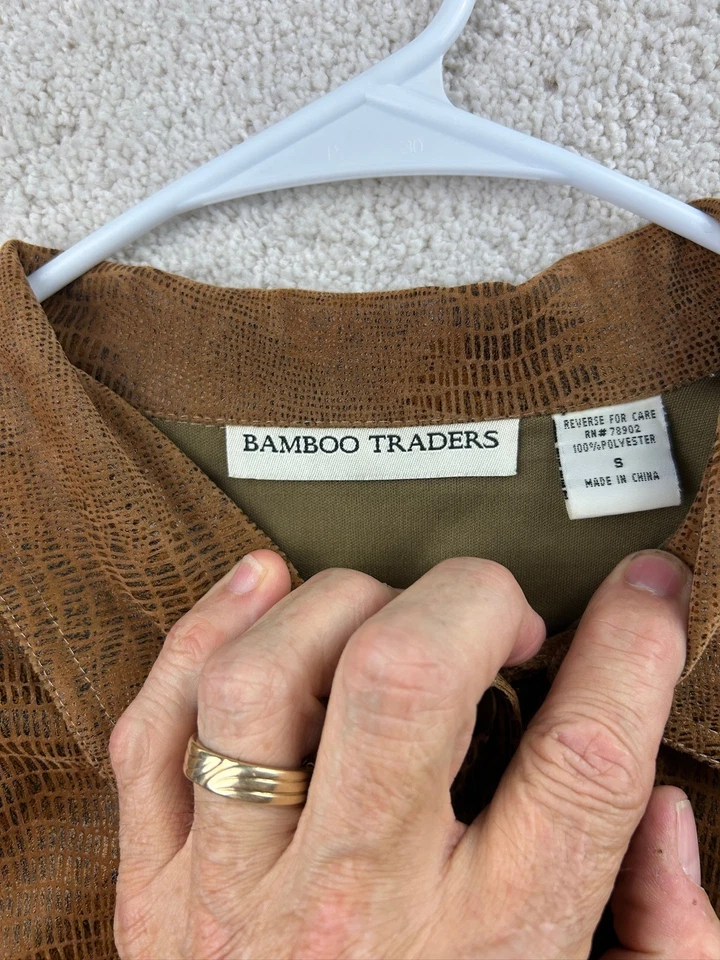 BAMBOO TRADERS
REVERSE FOR CARE
RN# 78902
100%POLYESTER
S
MADE IN CHINA